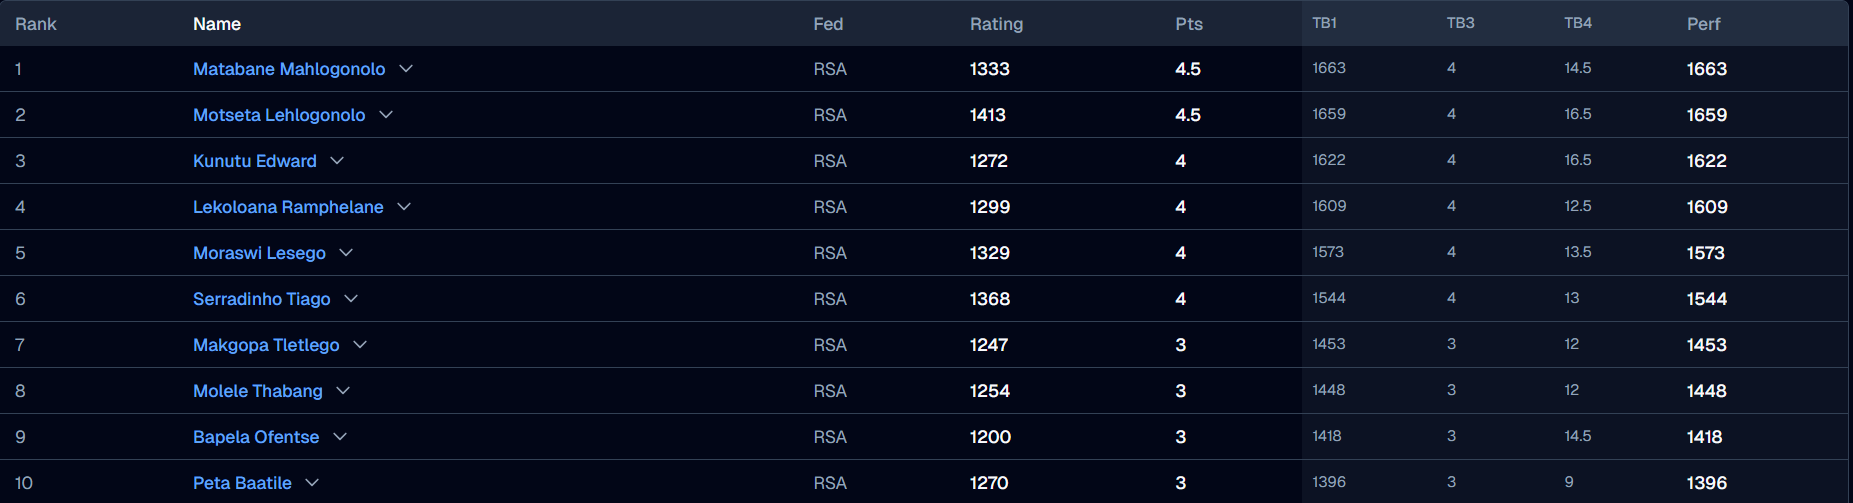 Rank Name Fed Rating Pts TB1 TB3 TB4 Perf
1 Matabane Mahlogonolo RSA 1333 4.5 1663 4 14.5 1663
2 Motseta Lehlogonolo RSA 1413 4.5 1659 4 16.5 1659
3 Kunutu Edward RSA 1272 4 1622 4 16.5 1622
4 Lekoloana Ramphelane RSA 1299 4 1609 4 12.5 1609
5 Moraswi Lesego RSA 1329 4 1573 4 13.5 1573
6 Serradinho Tiago RSA 1368 4 1544 4 13 1544
7 Makgopa Tletlego RSA 1247 3 1453 3 12 1453
8 Molele Thabang RSA 1254 3 1448 3 12 1448
9 Bapela Ofentse RSA 1200 3 1418 3 14.5 1418
10 Peta Baatile RSA 1270 3 1396 3 9 1396